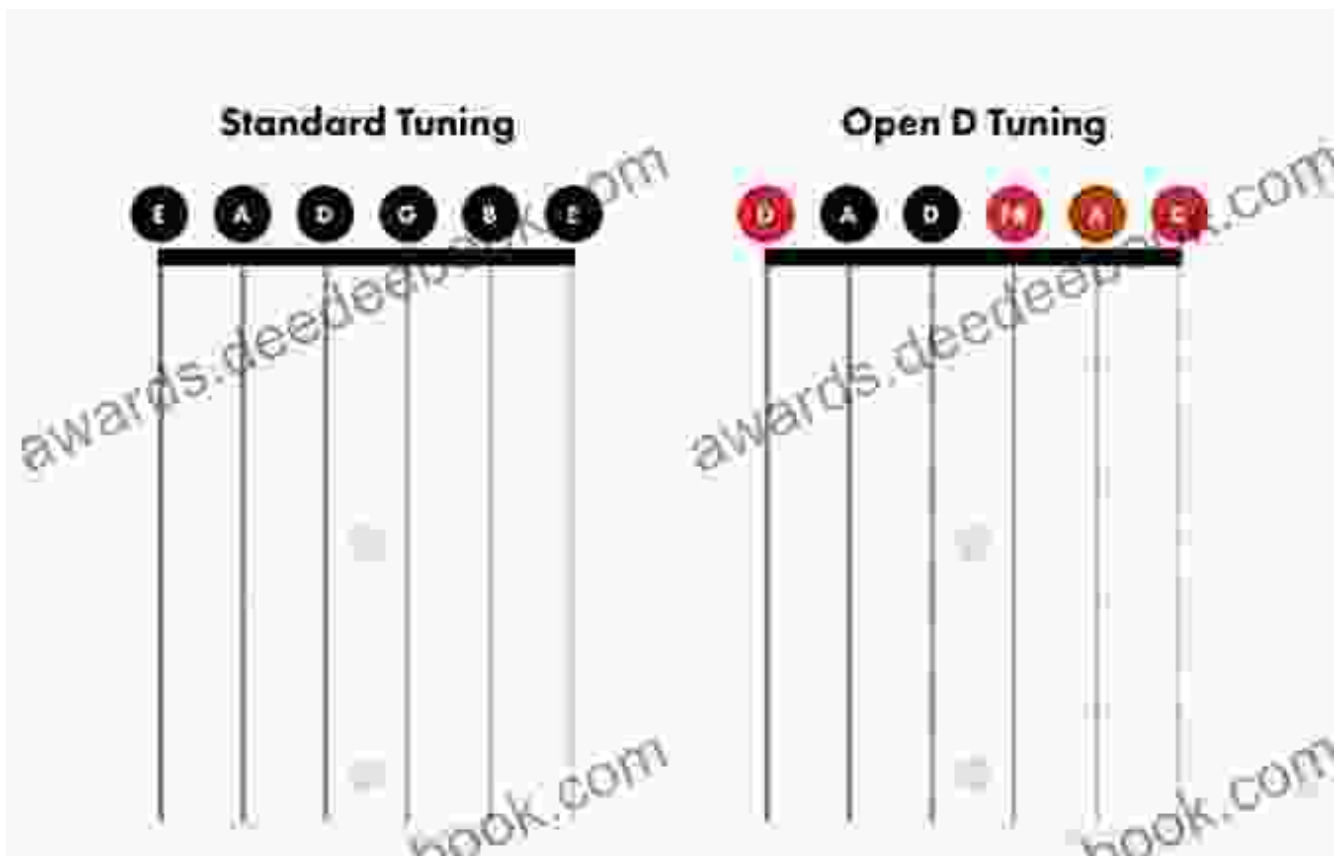 Standard Tuning
Open D Tuning
E A D G B E
D A D F# A D
awards.deedeebook.com
awards.deedeebook.com
book.com
book.com